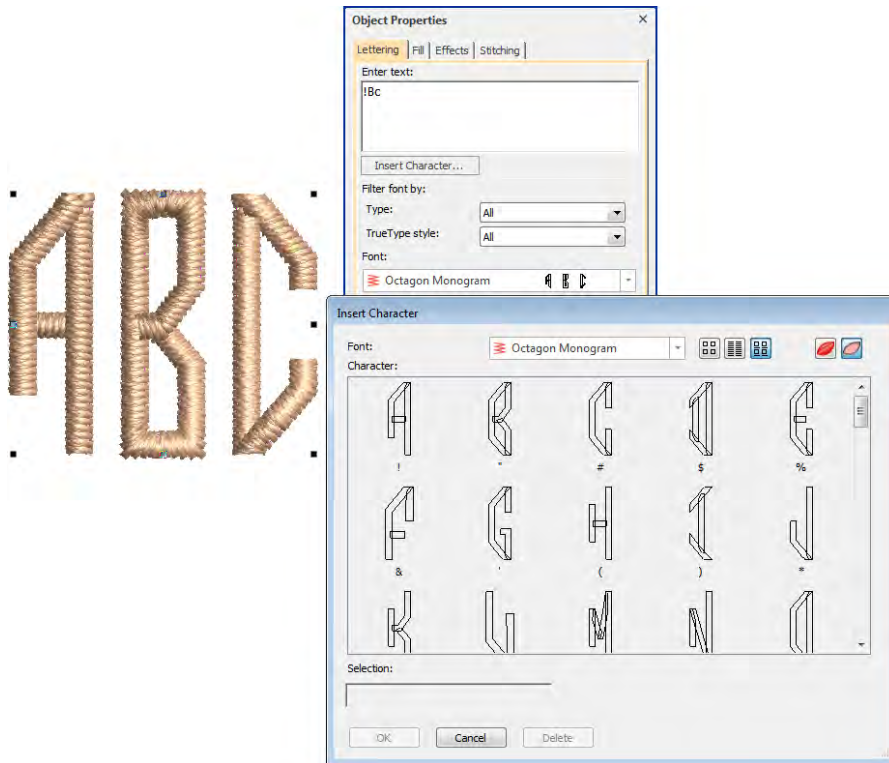 Object Properties
Lettering Fill Effects Stitching
Enter text:
!Bc
Insert Character...
Filter font by:
Type: All
TrueType style: All
Font:
Octagon Monogram A B C
ABC
Insert Character
Font: Octagon Monogram
Character:
A B C D E
! " # $ %
F G H I J
& ' ( ) *
K L M N O
Selection:
OK Cancel Delete